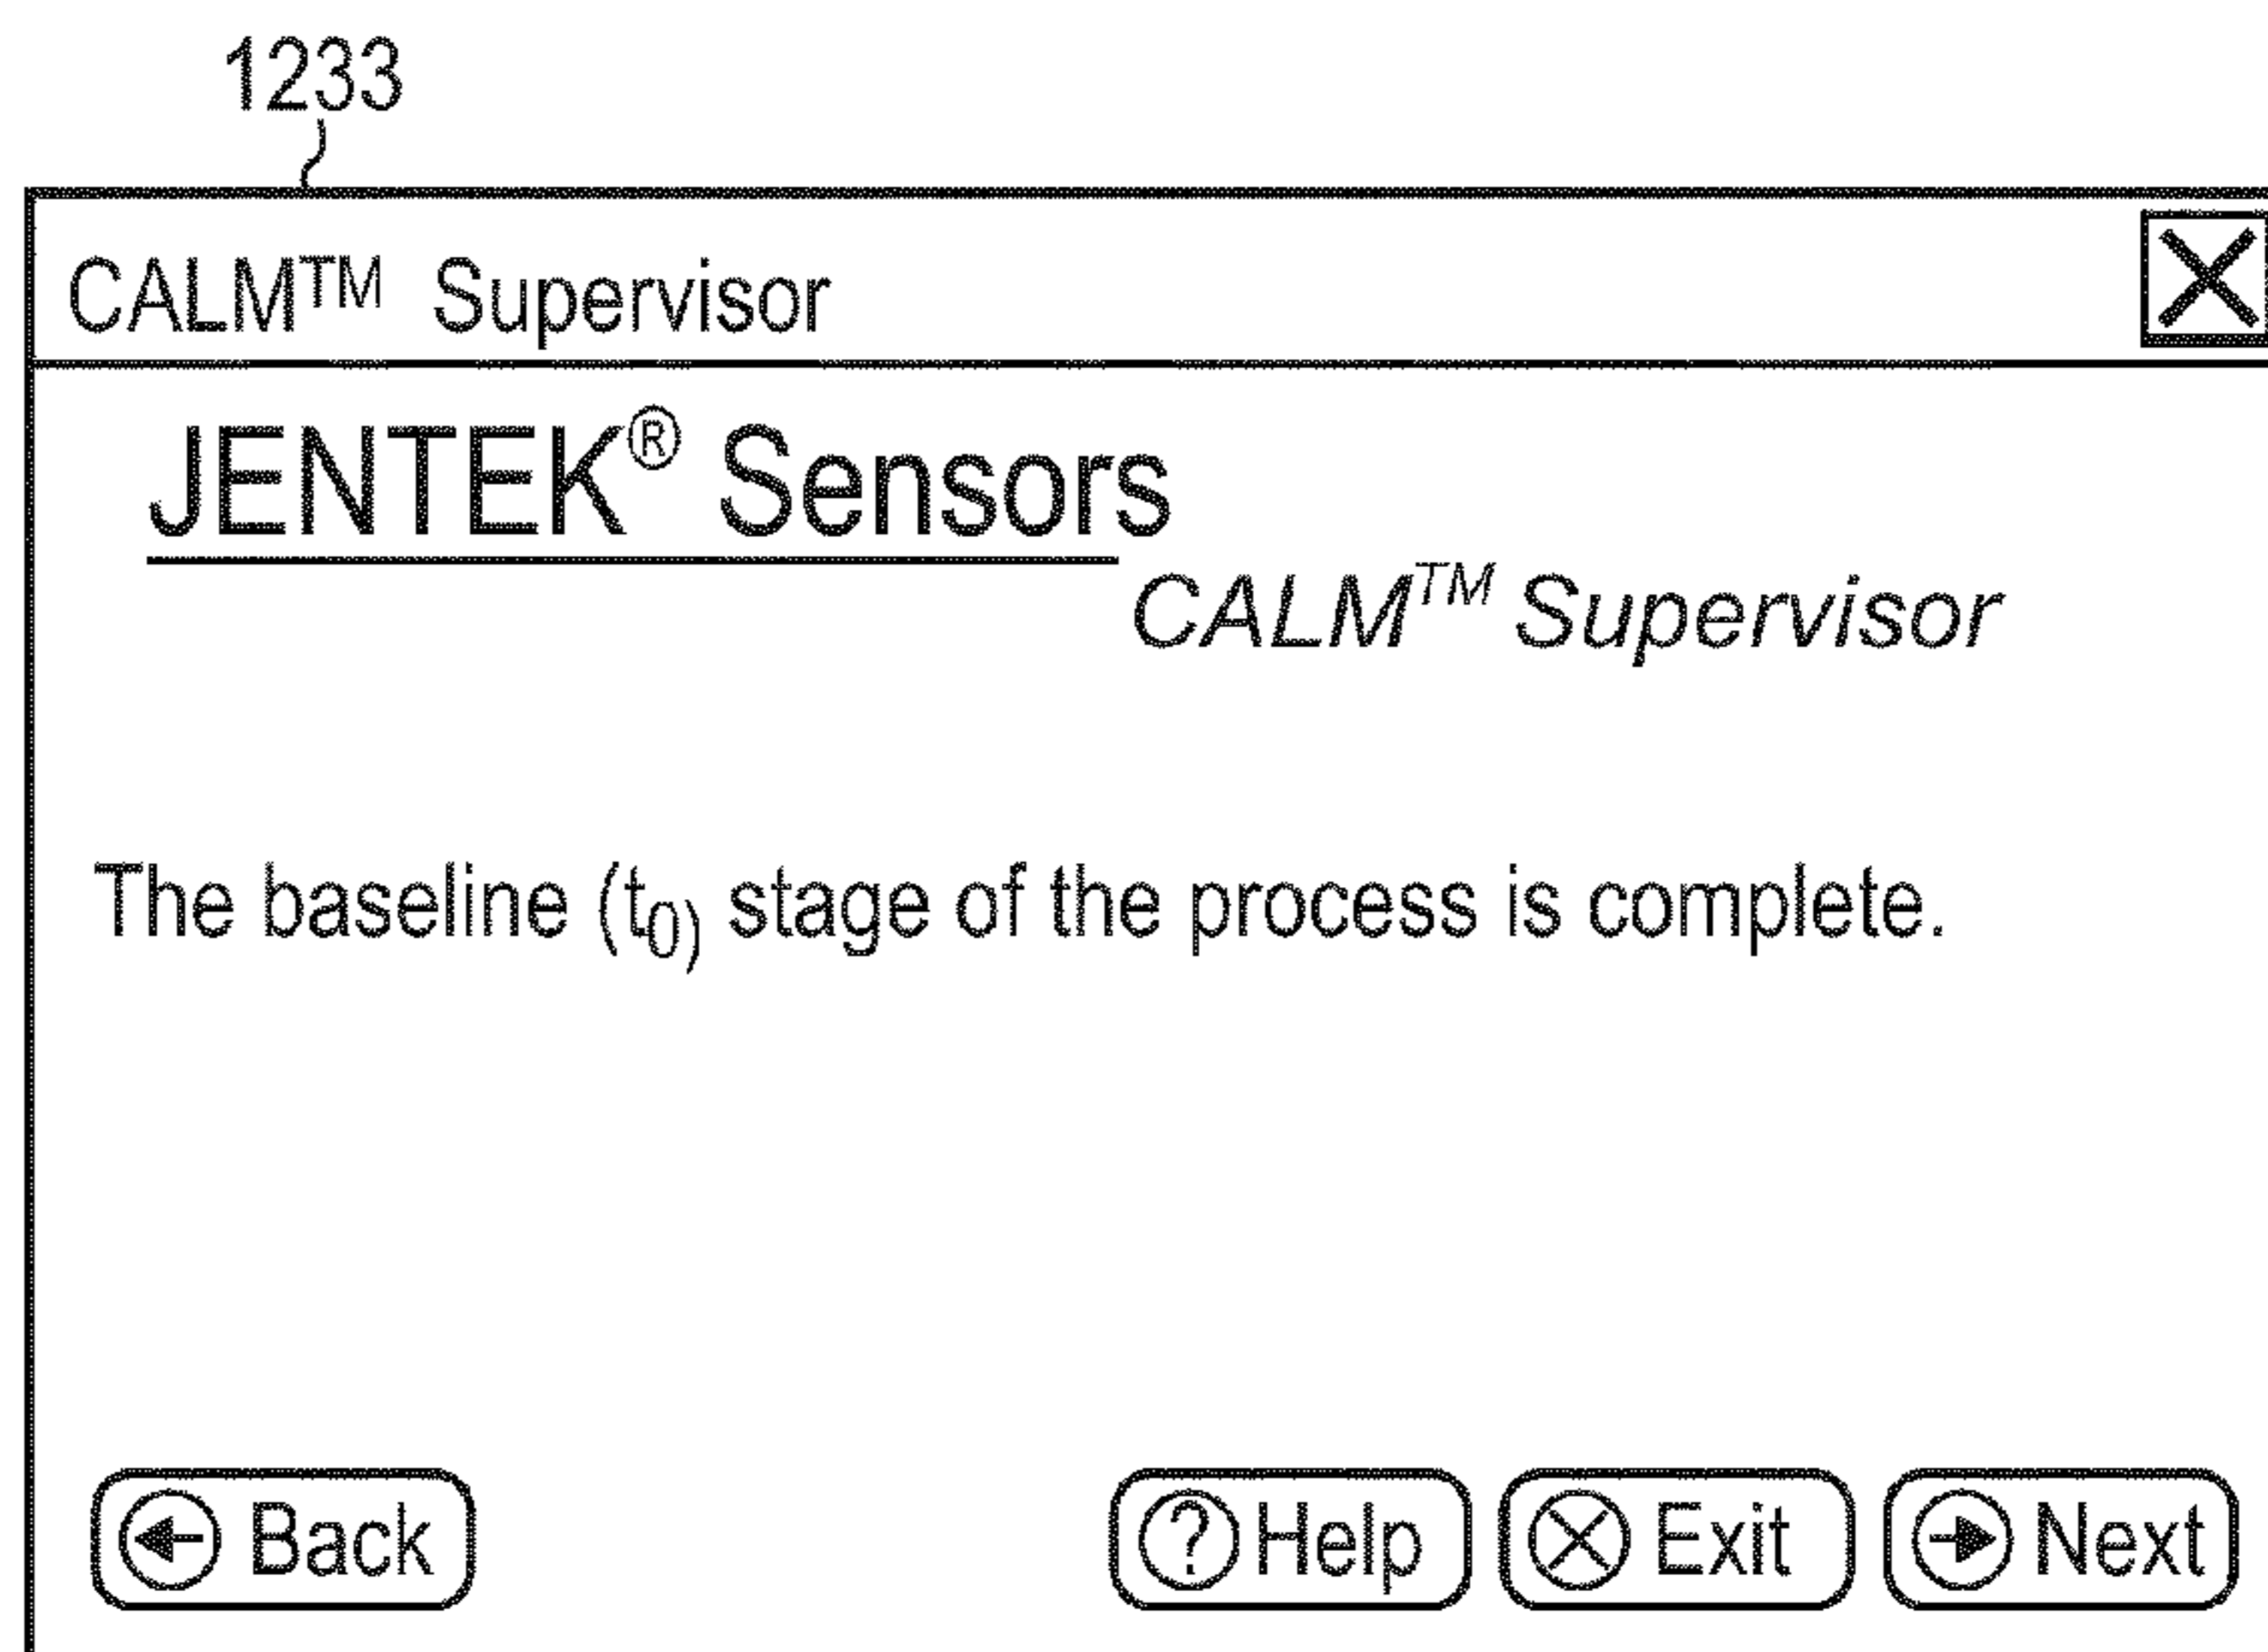 1233
CALM™ Supervisor
JENTEK® Sensors
CALM™ Supervisor
The baseline (t₀) stage of the process is complete.
Back Help Exit Next